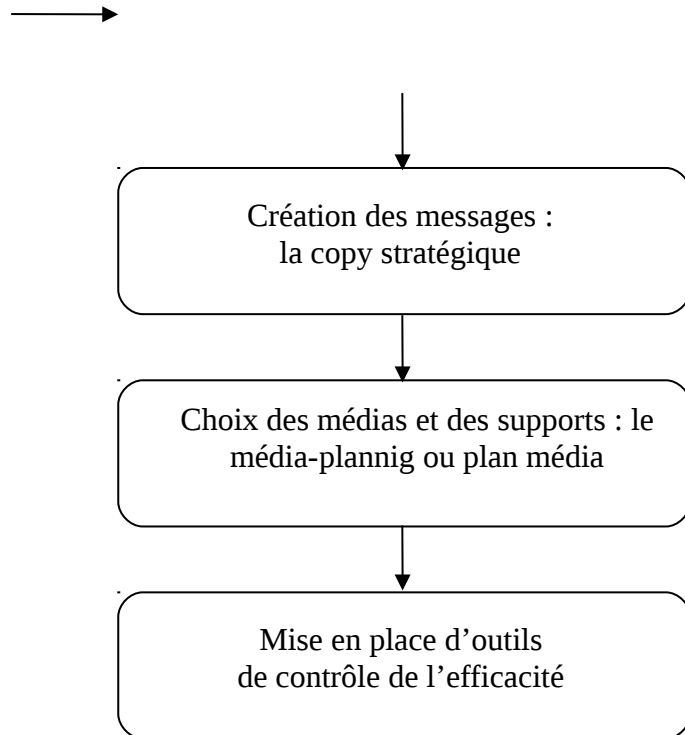 Création des messages :
la copy stratégique
Choix des médias et des supports : le
média-plannig ou plan média
Mise en place d’outils
de contrôle de l’efficacité